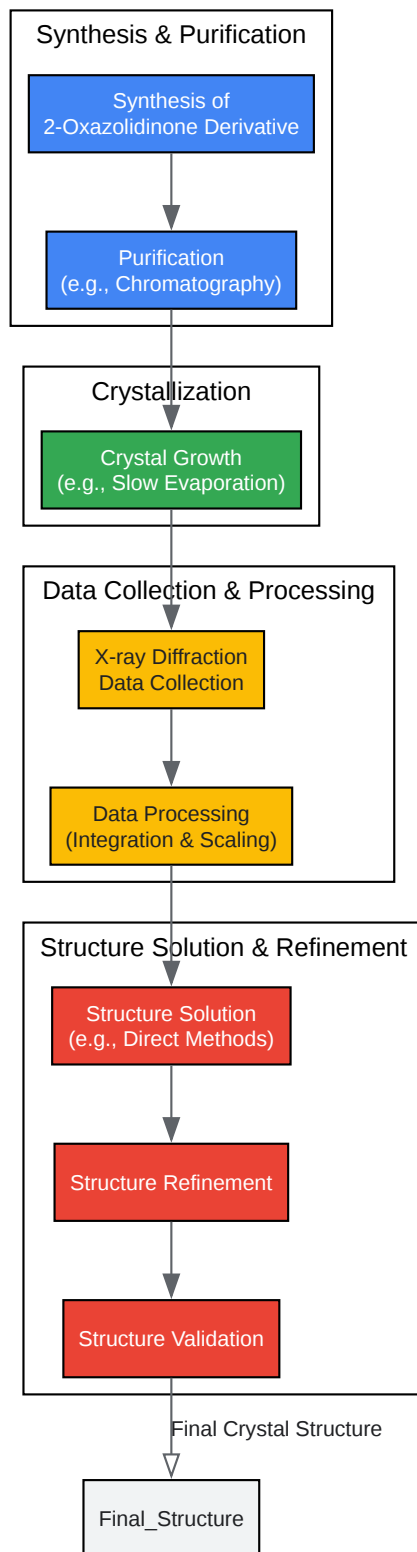 Synthesis & Purification
Synthesis of
2-Oxazolidinone Derivative
Purification
(e.g., Chromatography)
Crystallization
Crystal Growth
(e.g., Slow Evaporation)
Data Collection & Processing
X-ray Diffraction
Data Collection
Data Processing
(Integration & Scaling)
Structure Solution & Refinement
Structure Solution
(e.g., Direct Methods)
Structure Refinement
Structure Validation
Final Crystal Structure
Final_Structure